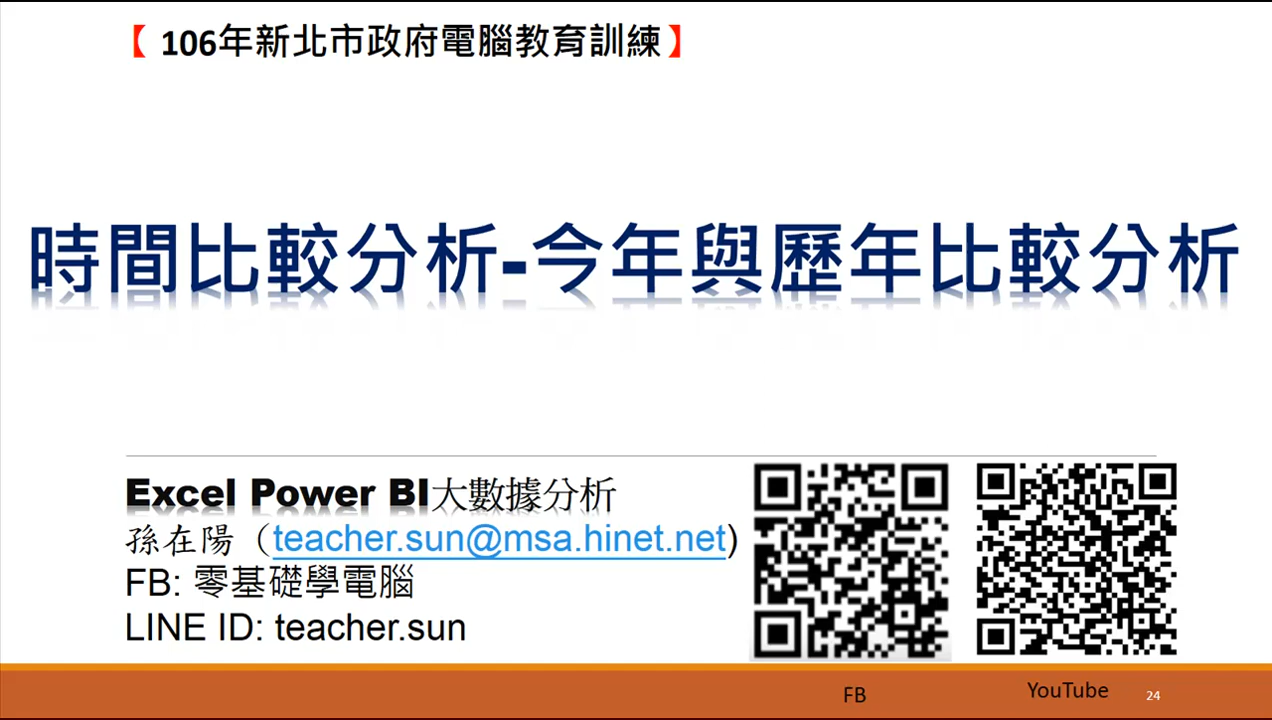 【 106年新北市政府電腦教育訓練】
時間比較分析-今年與歷年比較分析
Excel Power BI大數據分析
孫在陽（teacher.sun@msa.hinet.net)
FB: 零基礎學電腦
LINE ID: teacher.sun
FB
YouTube
24